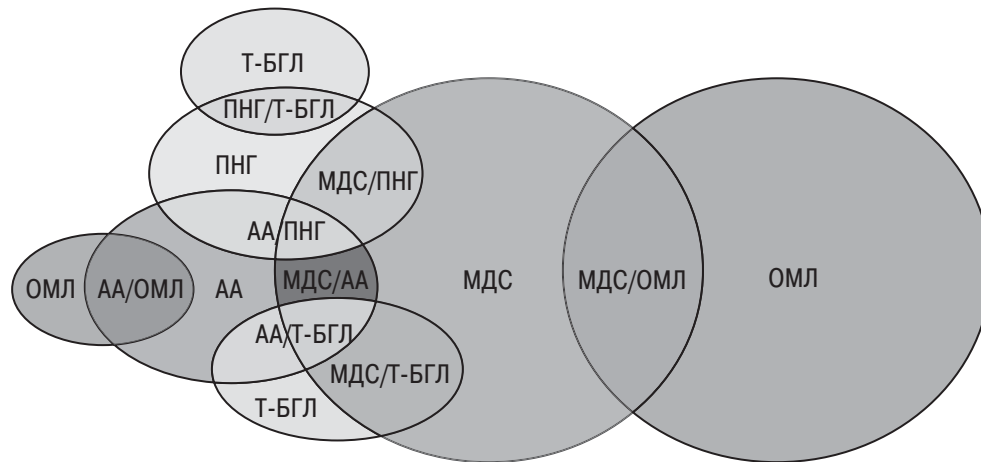 Т-БГЛ
ПНГ/Т-БГЛ
ПНГ
МДС/ПНГ
АА/ПНГ
ОМЛ
АА/ОМЛ
АА
МДС/АА
МДС
МДС/ОМЛ
ОМЛ
АА/Т-БГЛ
МДС/Т-БГЛ
Т-БГЛ